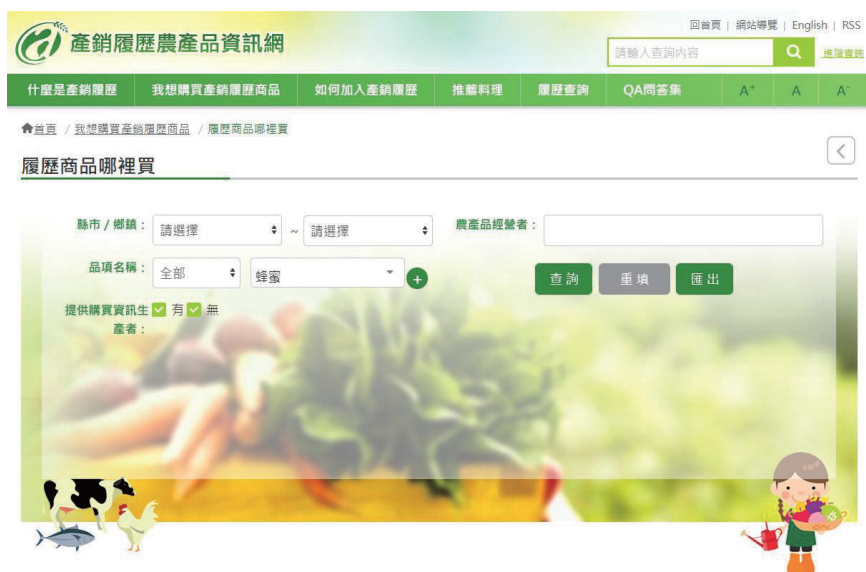 回首頁 | 網站導覽 | English | RSS
產銷履歷農產品資訊網
請輸入查詢內容
進階查詢
什麼是產銷履歷 我想購買產銷履歷商品 如何加入產銷履歷 推薦料理 履歷查詢 QA問答集 A+ A A-
首頁 / 我想購買產銷履歷商品 / 履歷商品哪裡買
履歷商品哪裡買
縣市 / 鄉鎮： 請選擇 ~ 請選擇 農產品經營者：
品項名稱： 全部 蜂蜜 + 查詢 重填 匯出
提供購買資訊生 有 無
產者：